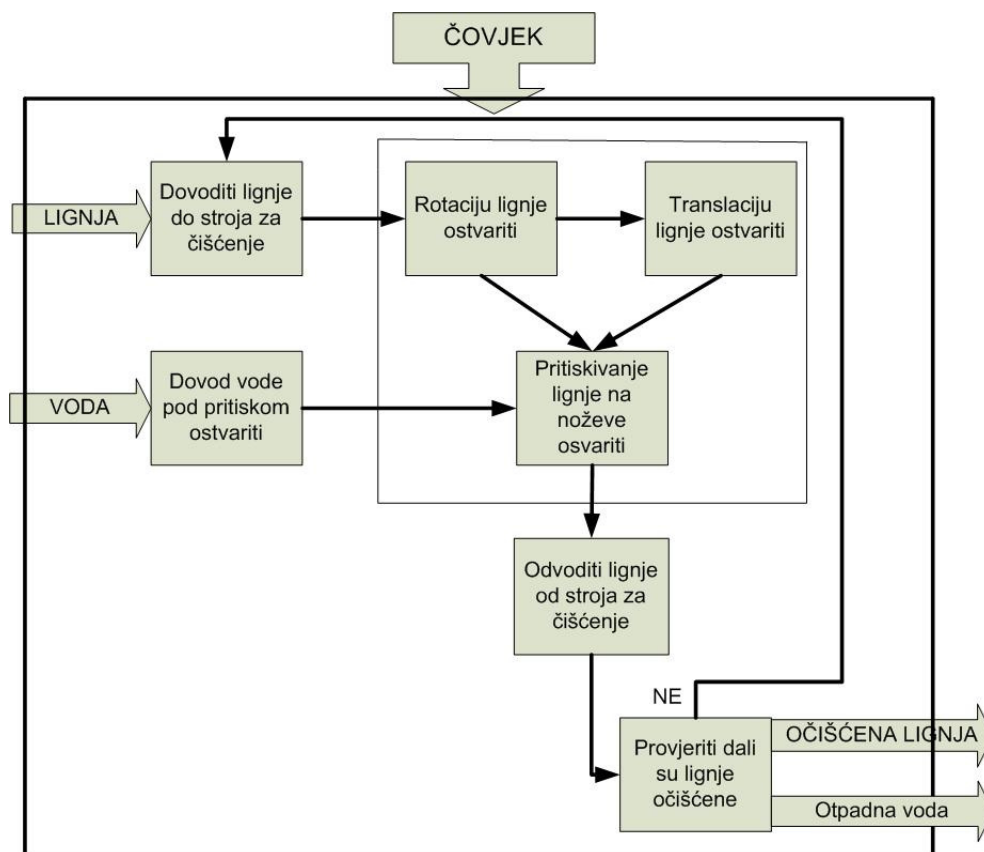 ČOVJEK
LIGNJA
Dovoditi lignje
do stroja za
čišćenje
Rotaciju lignje
ostvariti
Translaciju
lignje ostvariti
VODA
Dovod vode
pod pritiskom
ostvariti
Pritiskivanje
lignje na
noževe
osvariti
Odvoditi lignje
od stroja za
čišćenje
NE
Provjeriti dali
su lignje
očišćene
OČIŠĆENA LIGNJA
Otpadna voda